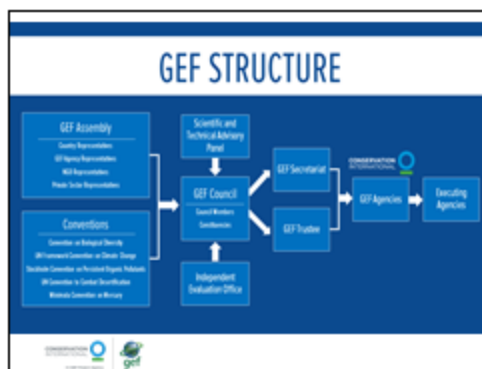 GEF STRUCTURE
GEF Assembly
Country Representatives
GEF Agency Representatives
NGO Representatives
Private Sector Representatives
Conventions
Convention on Biological Diversity
UN Framework Convention on Climate Change
Stockholm Convention on Persistent Organic Pollutants
UN Convention to Combat Desertification
Minamata Convention on Mercury
Scientific and
Technical Advisory
Panel
GEF Council
Council Members
Constituencies
Independent
Evaluation Office
GEF Secretariat
GEF Trustee
CONSERVATION
INTERNATIONAL
GEF Agencies
Executing
Agencies
CONSERVATION
INTERNATIONAL
gef